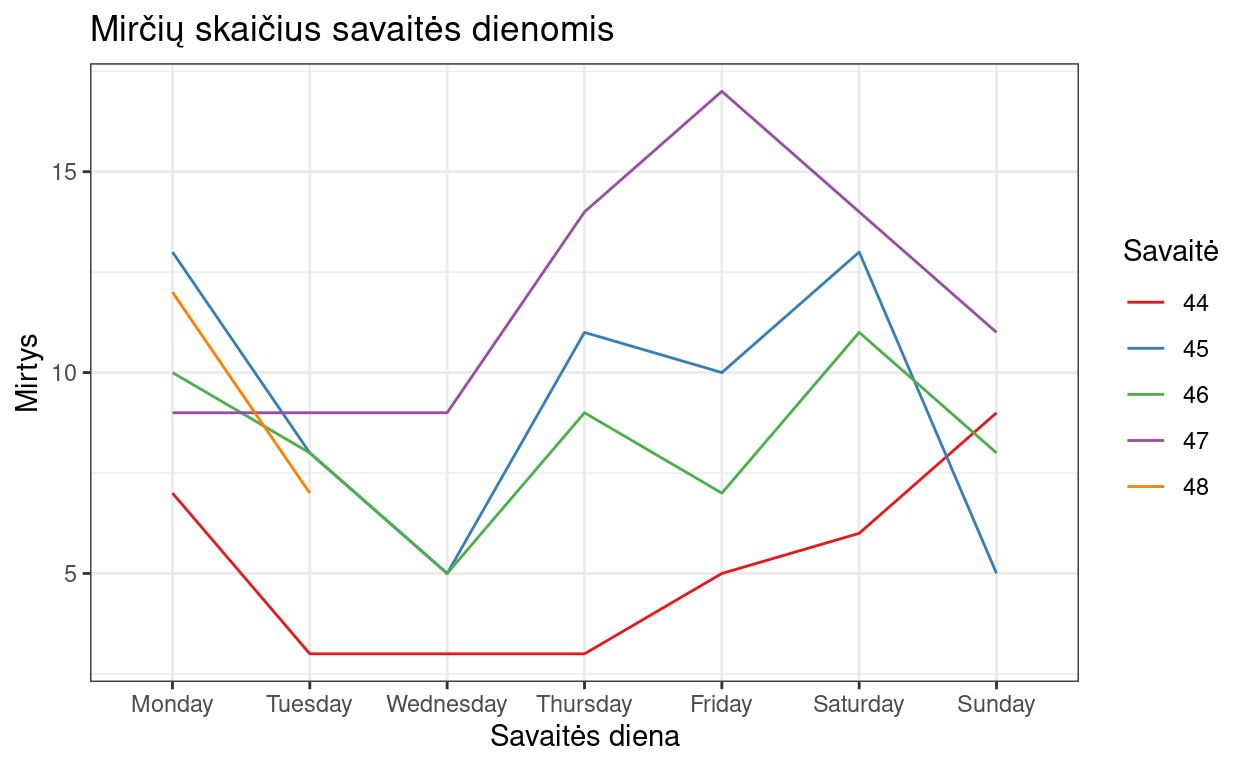 Mirčių skaičius savaitės dienomis
Mirtys
15
10
5
Monday Tuesday Wednesday Thursday Friday Saturday Sunday
Savaitės diena
Savaitė
44
45
46
47
48